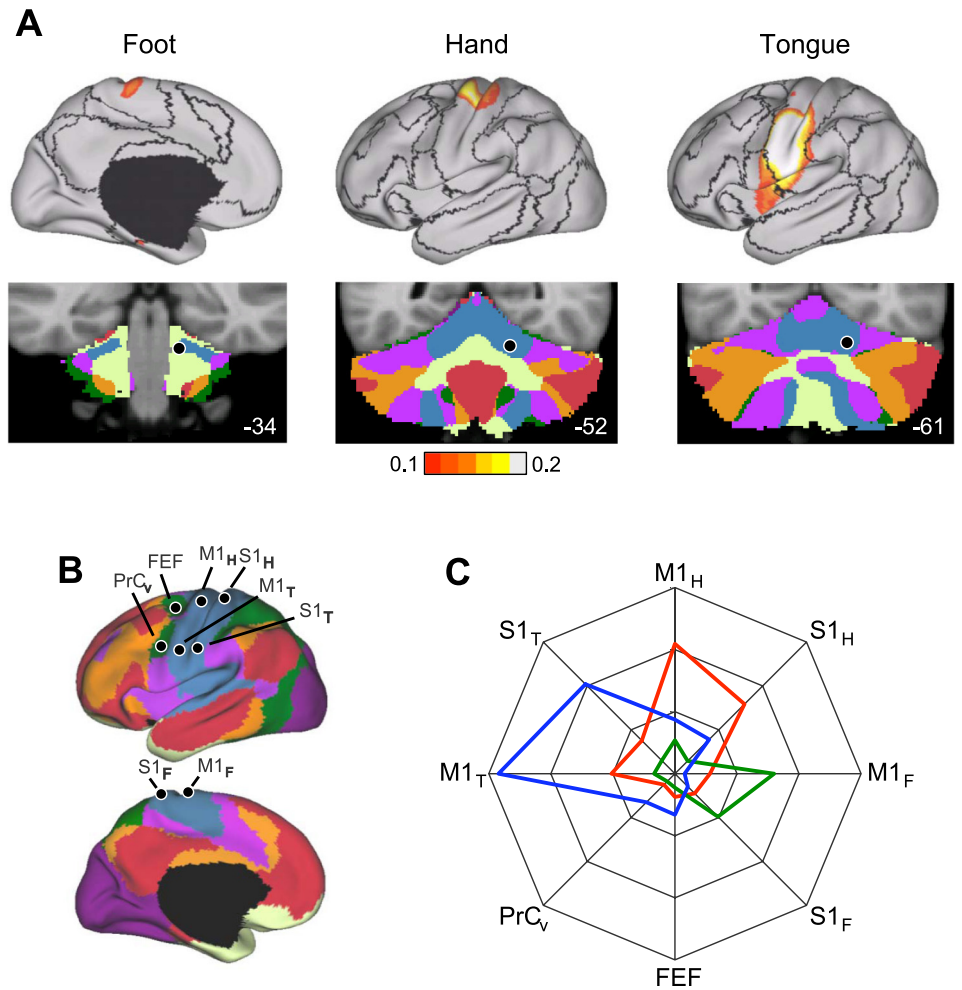 A
Foot Hand Tongue
-34 -52 -61
0.1 0.2
B
FEF M1H S1H
PrCv M1T
S1T
S1F M1F
C
M1H
S1T S1H
M1T M1F
PrCv S1F
FEF